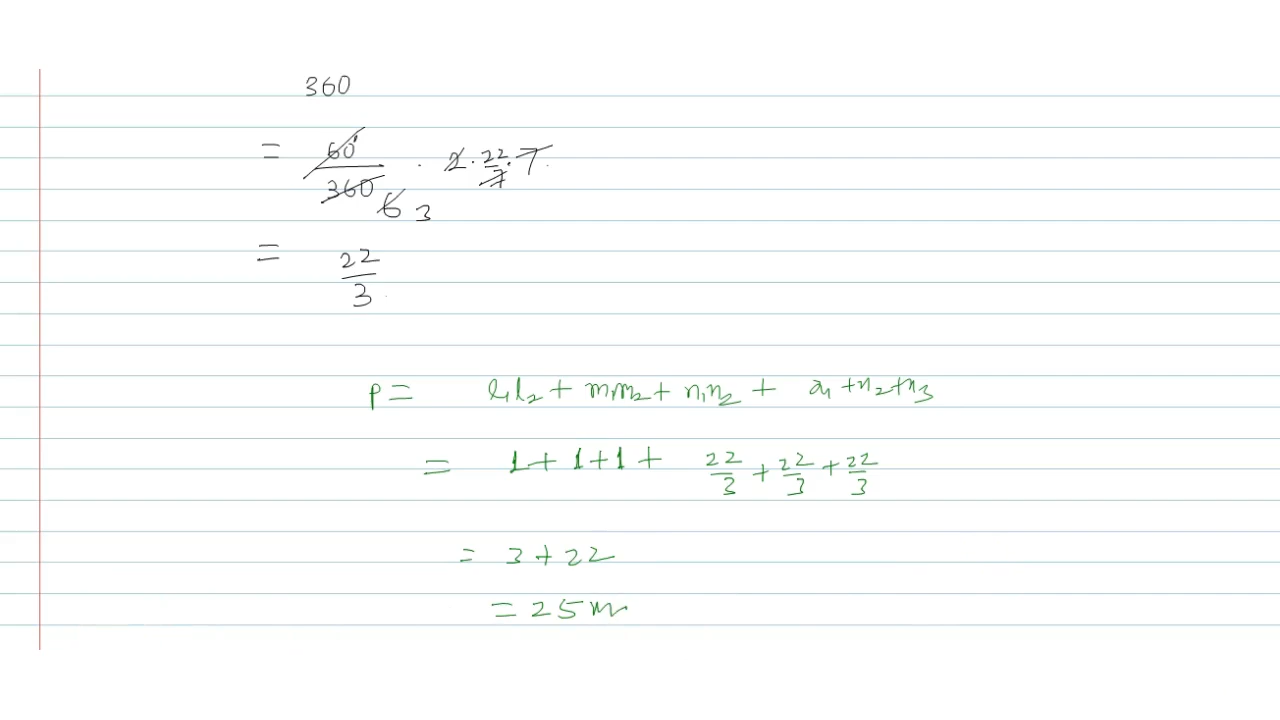 360
= 60/360 · 2 · 22/7 · 7
1
6 3
= 22/3
P = l₁l₂ + m₁m₂ + n₁n₂ + x₁ + x₂ + x₃
= 1 + 1 + 1 + 22/3 + 22/3 + 22/3
= 3 + 22
= 25 m